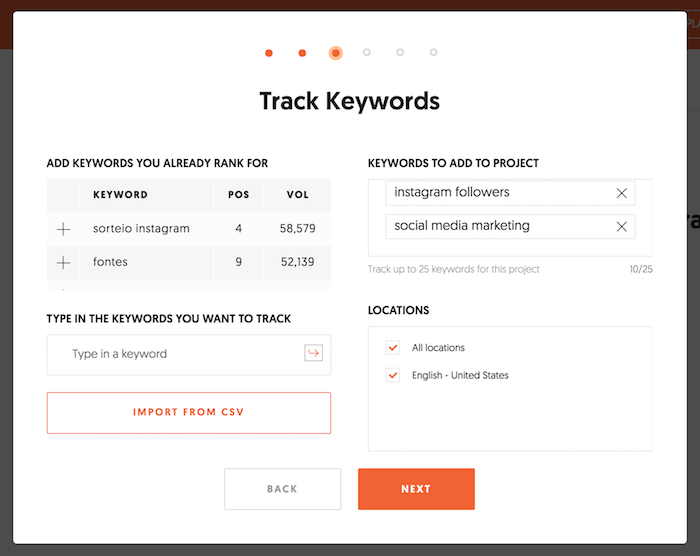 PLA
Track Keywords
ADD KEYWORDS YOU ALREADY RANK FOR
KEYWORD POS VOL
sorteio instagram 4 58,579
fontes 9 52,139
TYPE IN THE KEYWORDS YOU WANT TO TRACK
Type in a keyword
IMPORT FROM CSV
KEYWORDS TO ADD TO PROJECT
instagram followers
social media marketing
Track up to 25 keywords for this project 10/25
LOCATIONS
All locations
English - United States
BACK NEXT